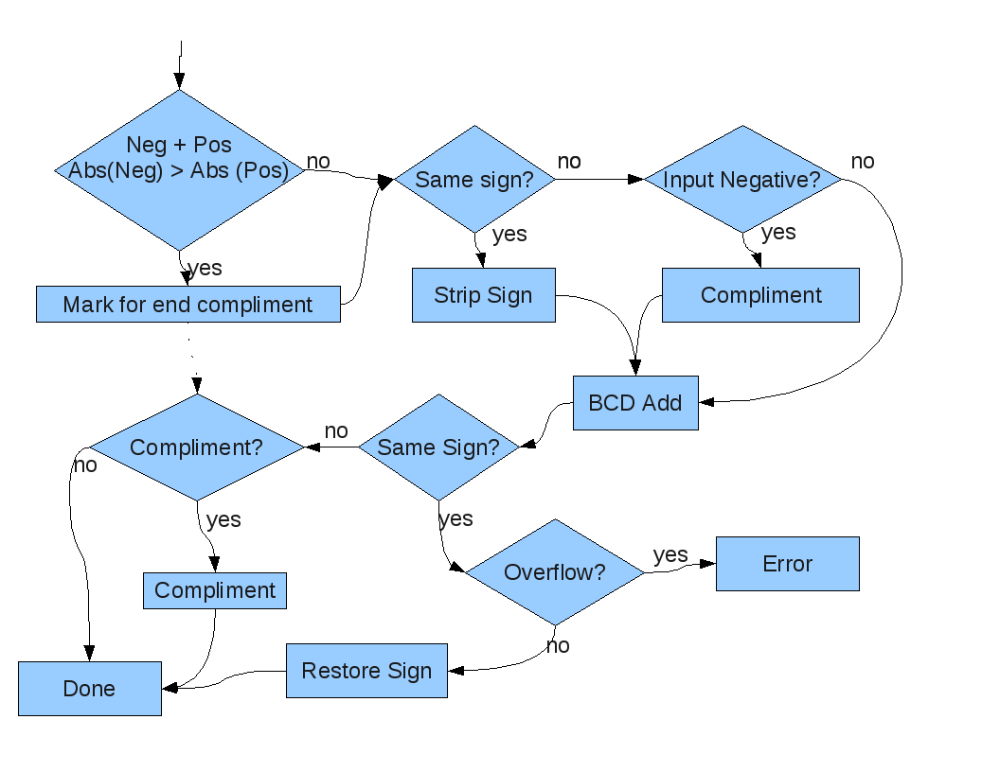 Neg + Pos
Abs(Neg) > Abs (Pos)
no
yes
Mark for end compliment
Same sign?
no
yes
Strip Sign
Input Negative?
no
yes
Compliment
BCD Add
Same Sign?
no
yes
Compliment?
no
yes
Compliment
Overflow?
yes
no
Error
Restore Sign
Done